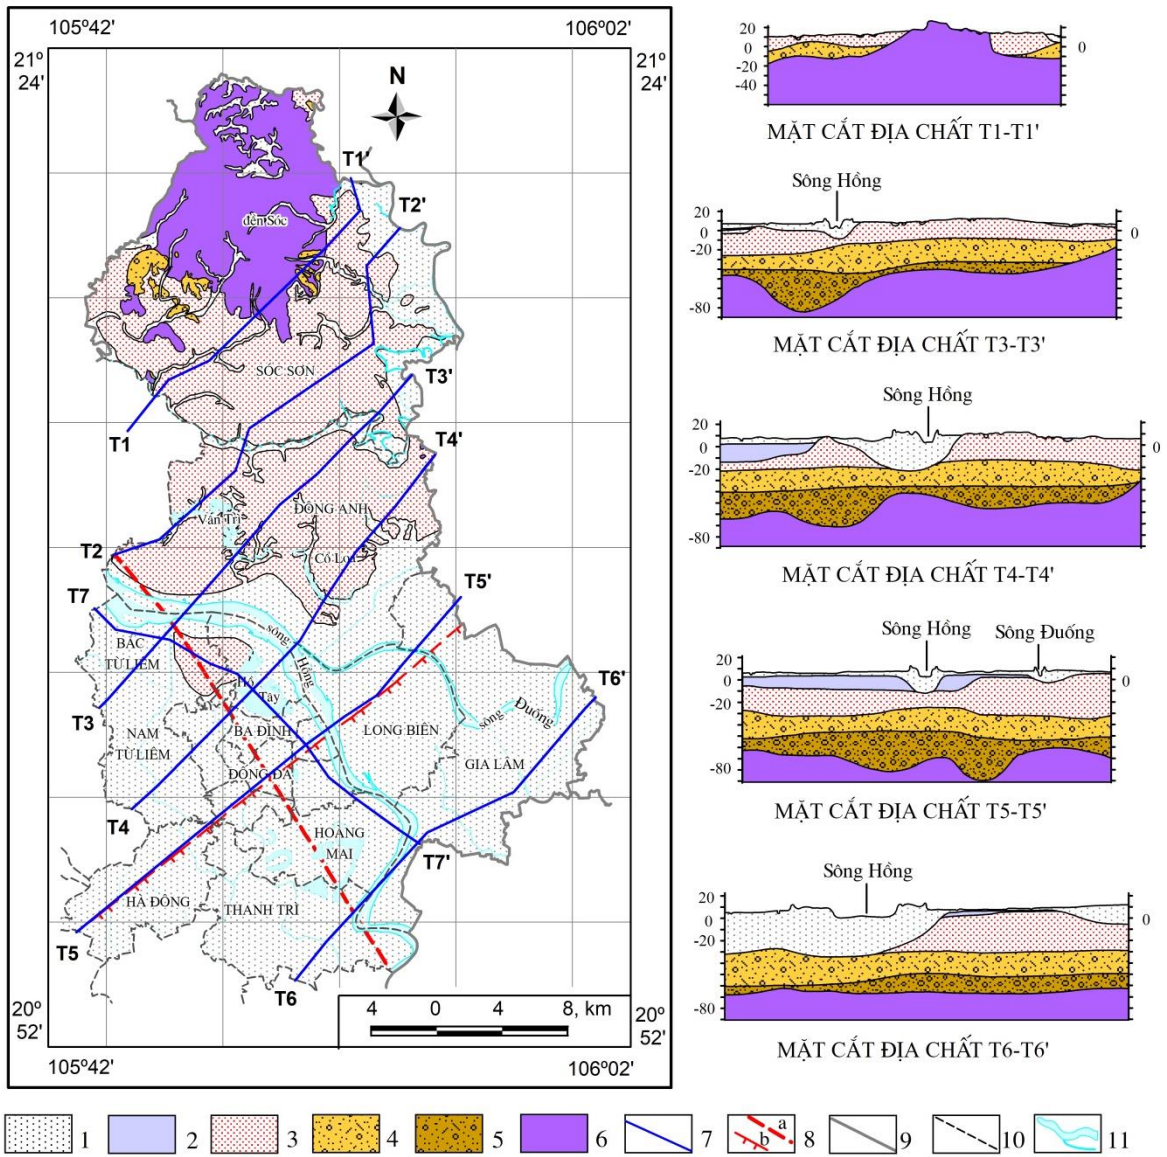 105º42'
106º02'
21º
24'
21º
24'
N
T1'
T2'
đền Sóc
SÓC SƠN
T3'
T1
T4'
Vân Trì
ĐÔNG ANH
Cổ Loa
T2
T5'
T7
sông
Hồng
BẮC
TỪ LIÊM
Hồ
Tây
T6'
T3
sông
Đuống
NAM
TỪ LIÊM
BA ĐÌNH
LONG BIÊN
ĐỐNG ĐA
GIA LÂM
T4
HOÀNG
MAI
T7'
HÀ ĐÔNG
THANH TRÌ
T5
T6
4 0 8, km
20º
52'
20º
52'
105º42'
106º02'
20
0
-20
-40
0
MẶT CẮT ĐỊA CHẤT T1-T1'
Sông Hồng
20
0
-20
-80
0
MẶT CẮT ĐỊA CHẤT T3-T3'
Sông Hồng
20
0
-20
-80
0
MẶT CẮT ĐỊA CHẤT T4-T4'
Sông Hồng
Sông Đuống
20
0
-20
-80
0
MẶT CẮT ĐỊA CHẤT T5-T5'
Sông Hồng
20
0
-20
-80
0
MẶT CẮT ĐỊA CHẤT T6-T6'
1
2
3
4
5
6
7
a
b
8
9
10
11